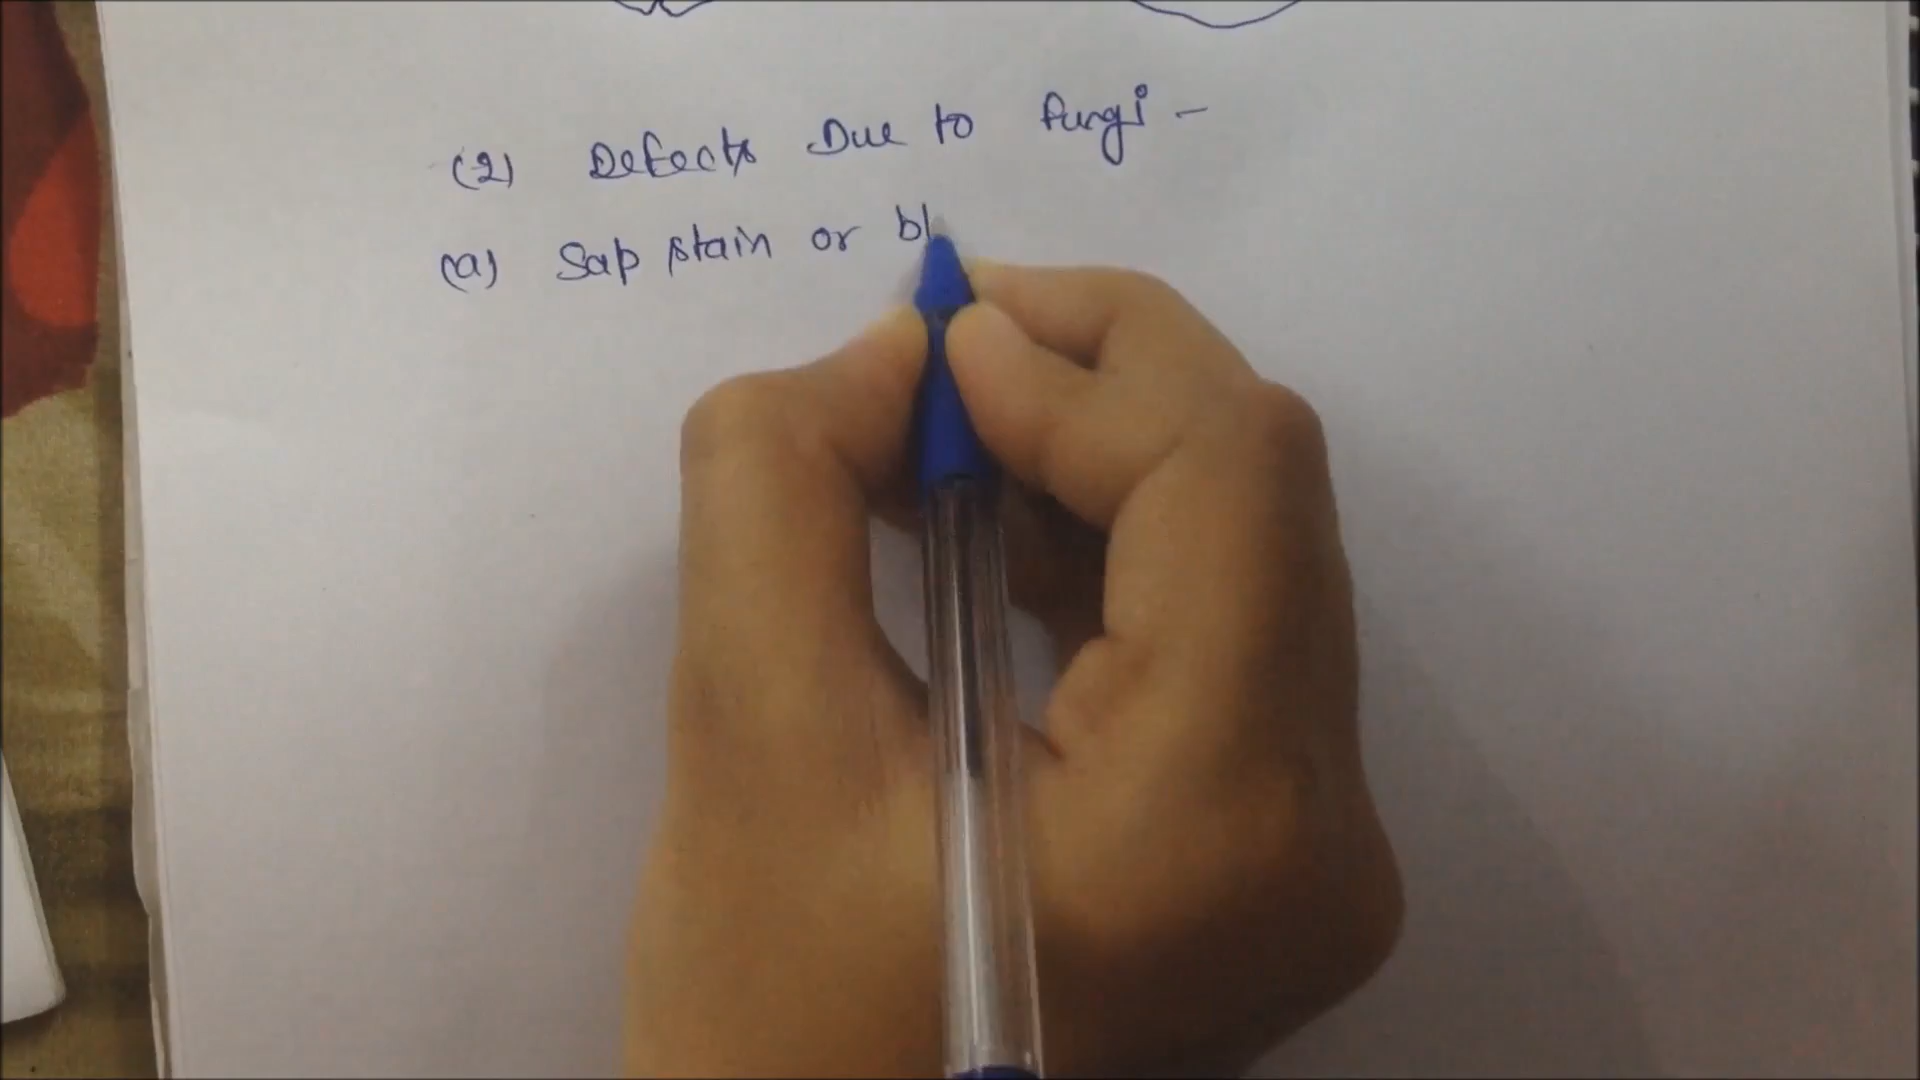 (2) Defects Due to fungi -
(a) Sap stain or bl